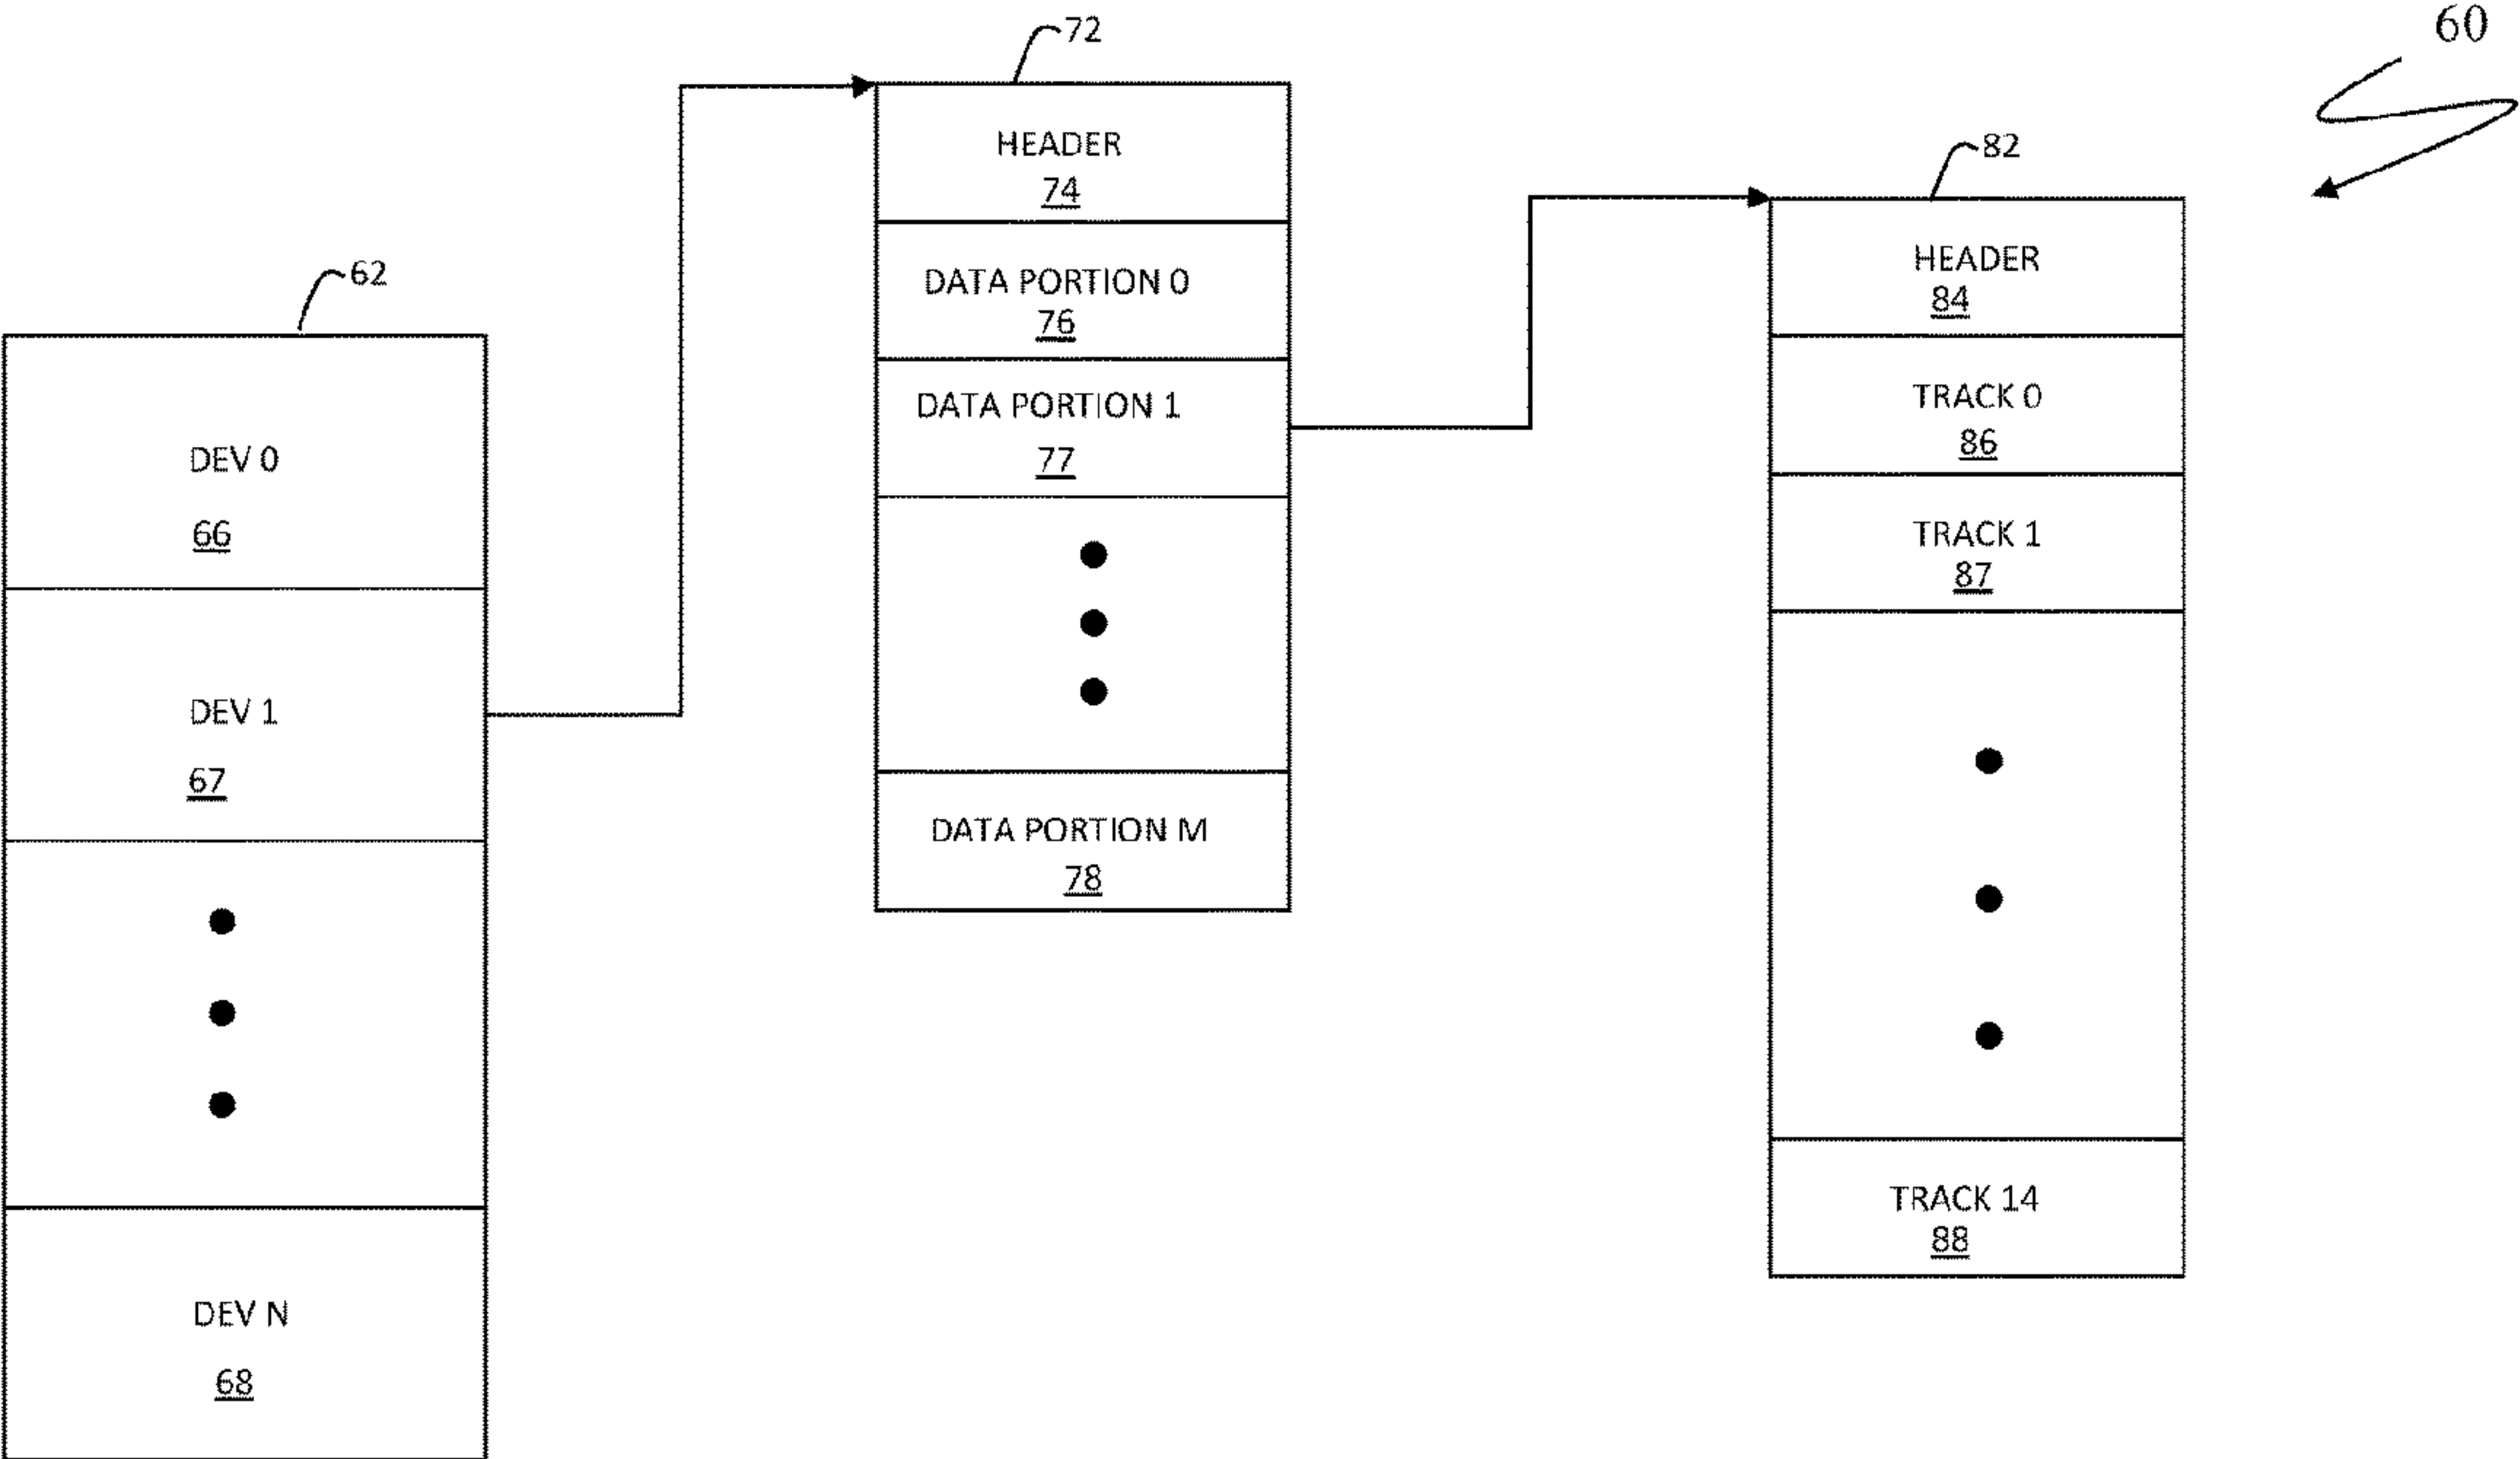 60
72
HEADER
74
DATA PORTION 0
76
DATA PORTION 1
77
DATA PORTION M
78
82
HEADER
84
TRACK 0
86
TRACK 1
87
TRACK 14
88
62
DEV 0
66
DEV 1
67
DEV N
68